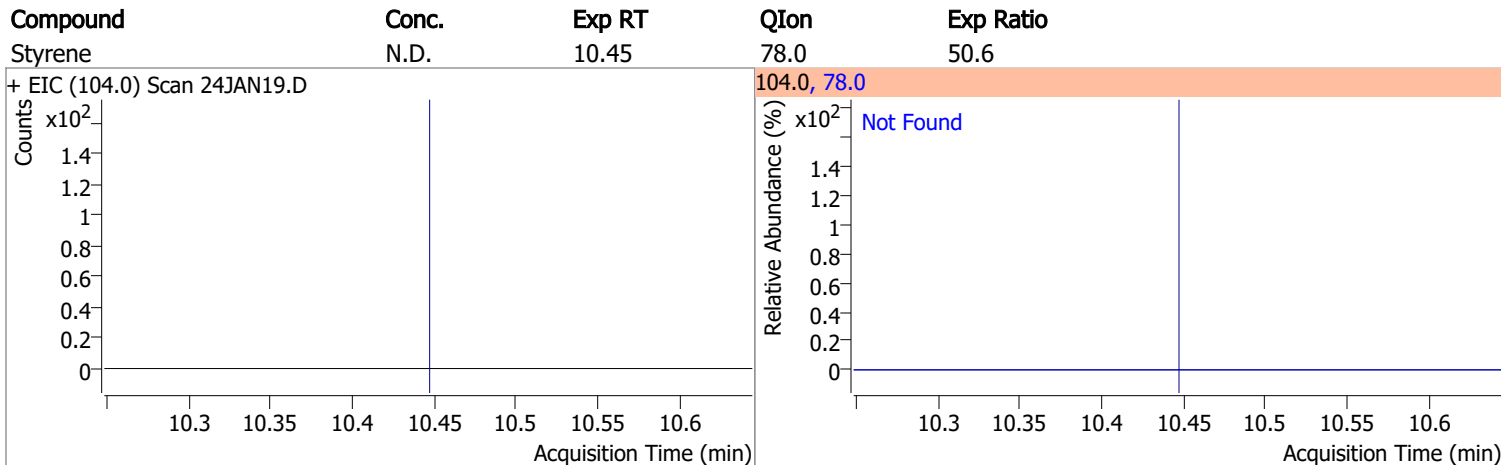 Compound Conc. Exp RT QIon Exp Ratio
Styrene N.D. 10.45 78.0 50.6
+ EIC (104.0) Scan 24JAN19.D
Counts
x10²
1.4
1.2
1
0.8
0.6
0.4
0.2
0
10.3 10.35 10.4 10.45 10.5 10.55 10.6
Acquisition Time (min)
104.0, 78.0
Relative Abundance (%)
x10²
Not Found
1.4
1.2
1
0.8
0.6
0.4
0.2
0
10.3 10.35 10.4 10.45 10.5 10.55 10.6
Acquisition Time (min)